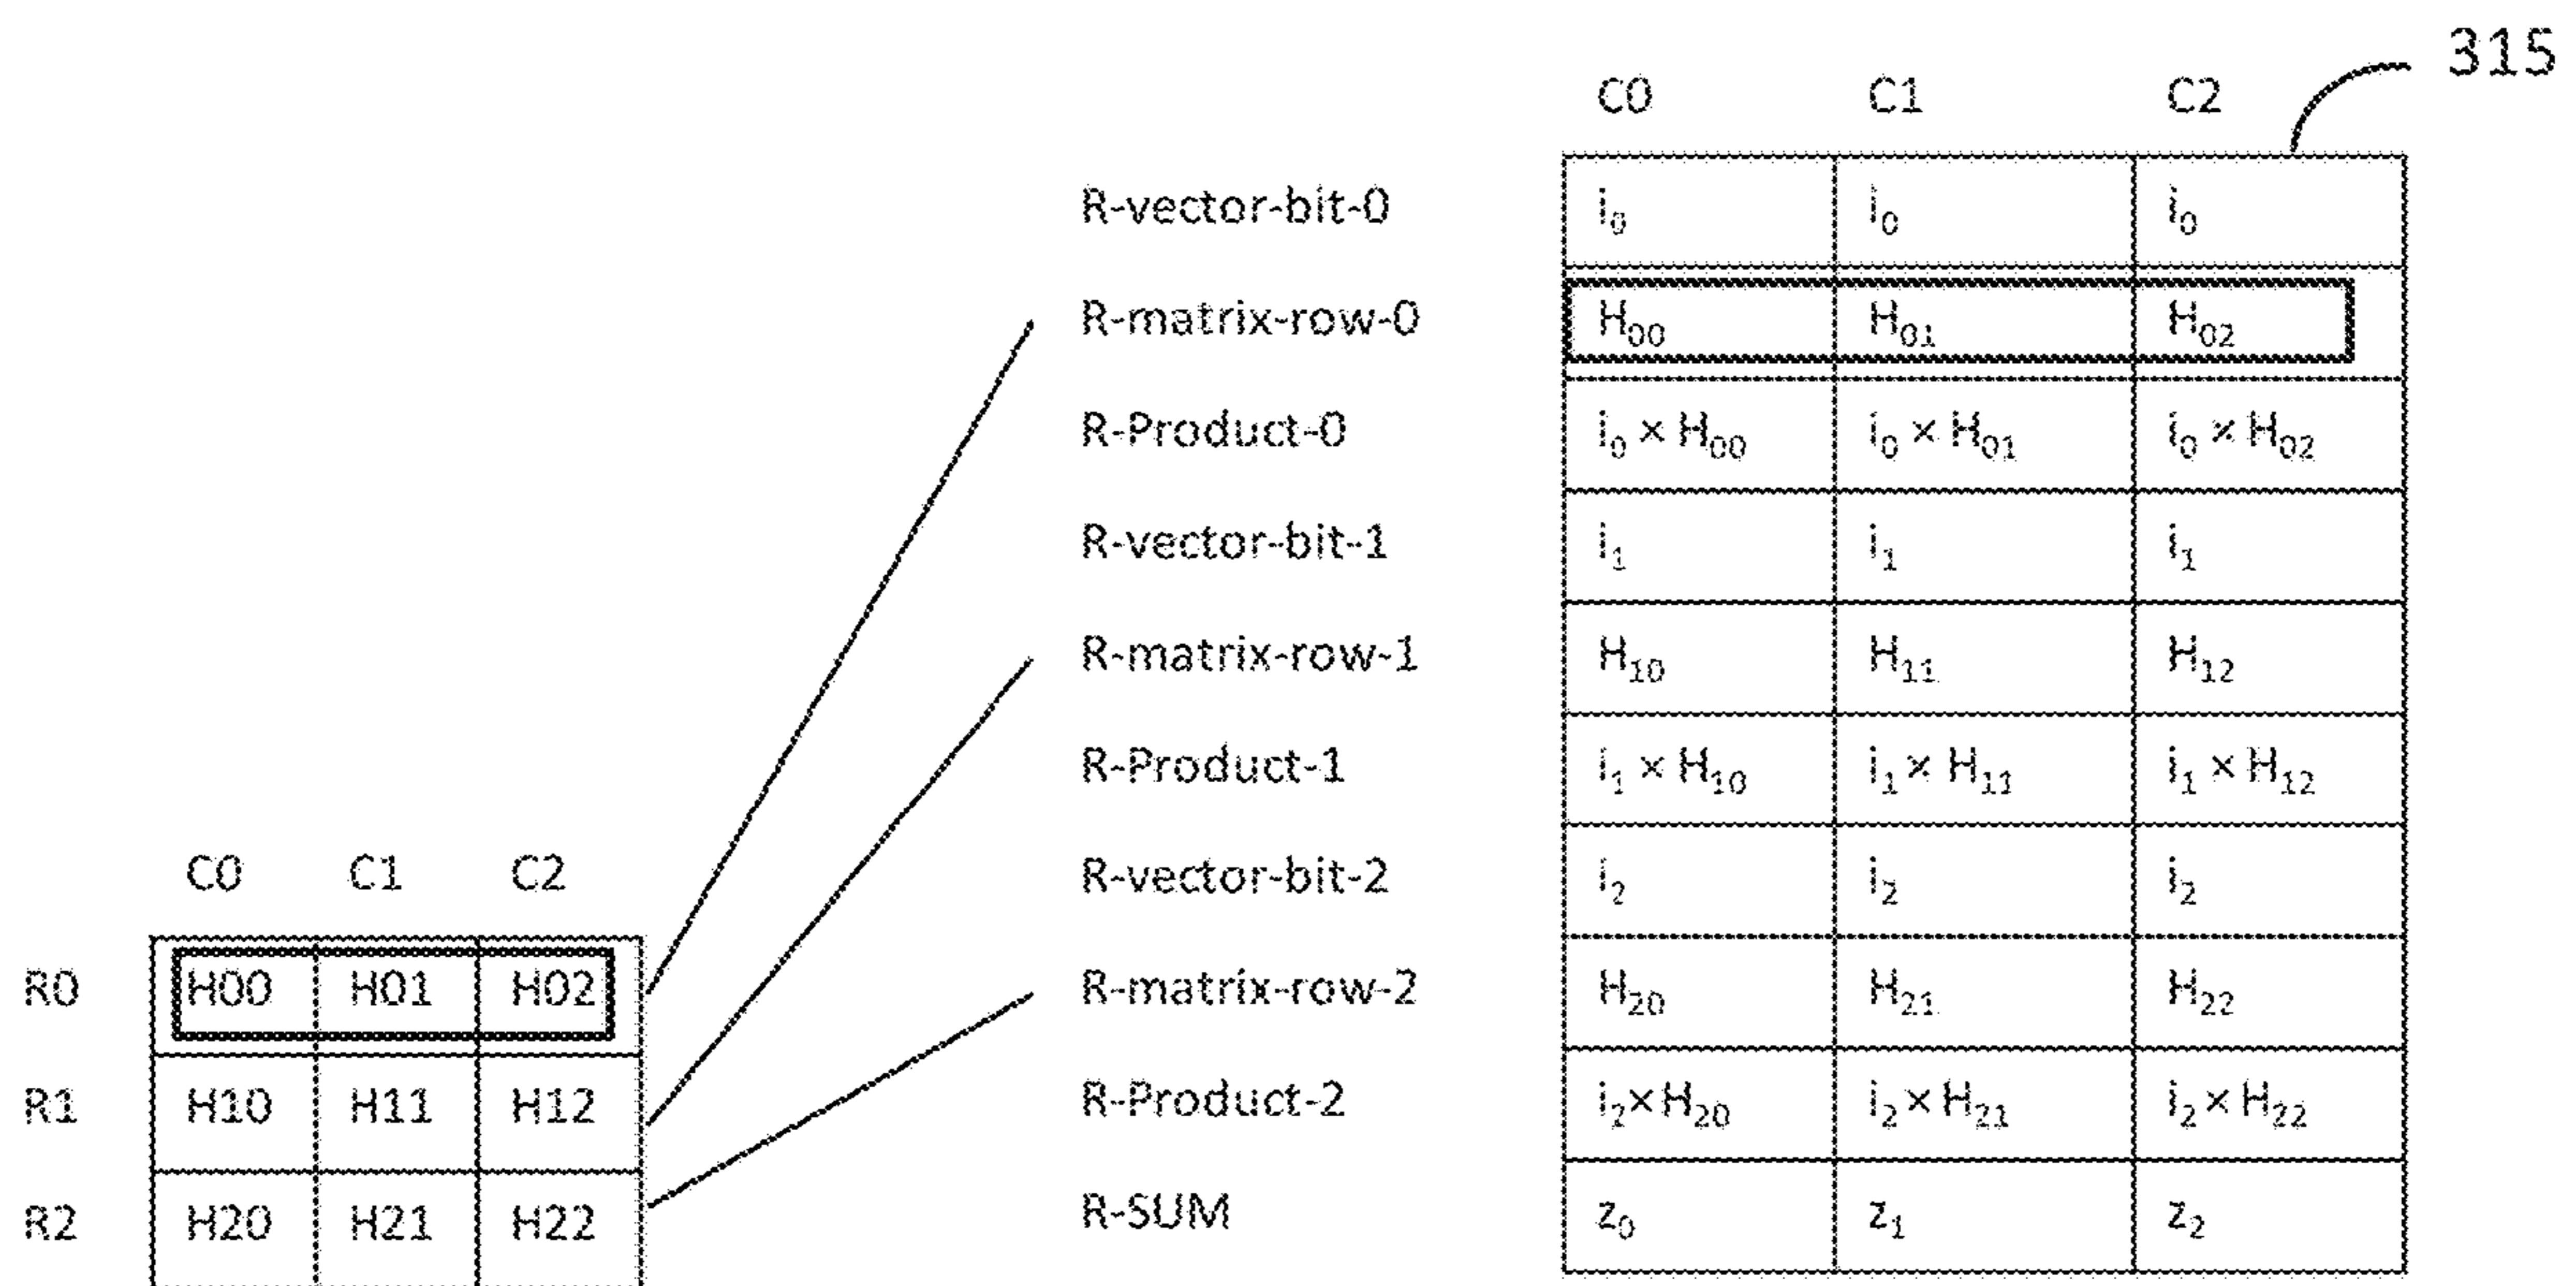 315
C0 C1 C2
R-vector-bit-0 i₀ i₀ i₀
R-matrix-row-0 H₀₀ H₀₁ H₀₂
R-Product-0 i₀ × H₀₀ i₀ × H₀₁ i₀ × H₀₂
R-vector-bit-1 i₁ i₁ i₁
R-matrix-row-1 H₁₀ H₁₁ H₁₂
R-Product-1 i₁ × H₁₀ i₁ × H₁₁ i₁ × H₁₂
R-vector-bit-2 i₂ i₂ i₂
R-matrix-row-2 H₂₀ H₂₁ H₂₂
R-Product-2 i₂×H₂₀ i₂ × H₂₁ i₂ × H₂₂
R-SUM z₀ z₁ z₂
C0 C1 C2
R0 H00 H01 H02
R1 H10 H11 H12
R2 H20 H21 H22